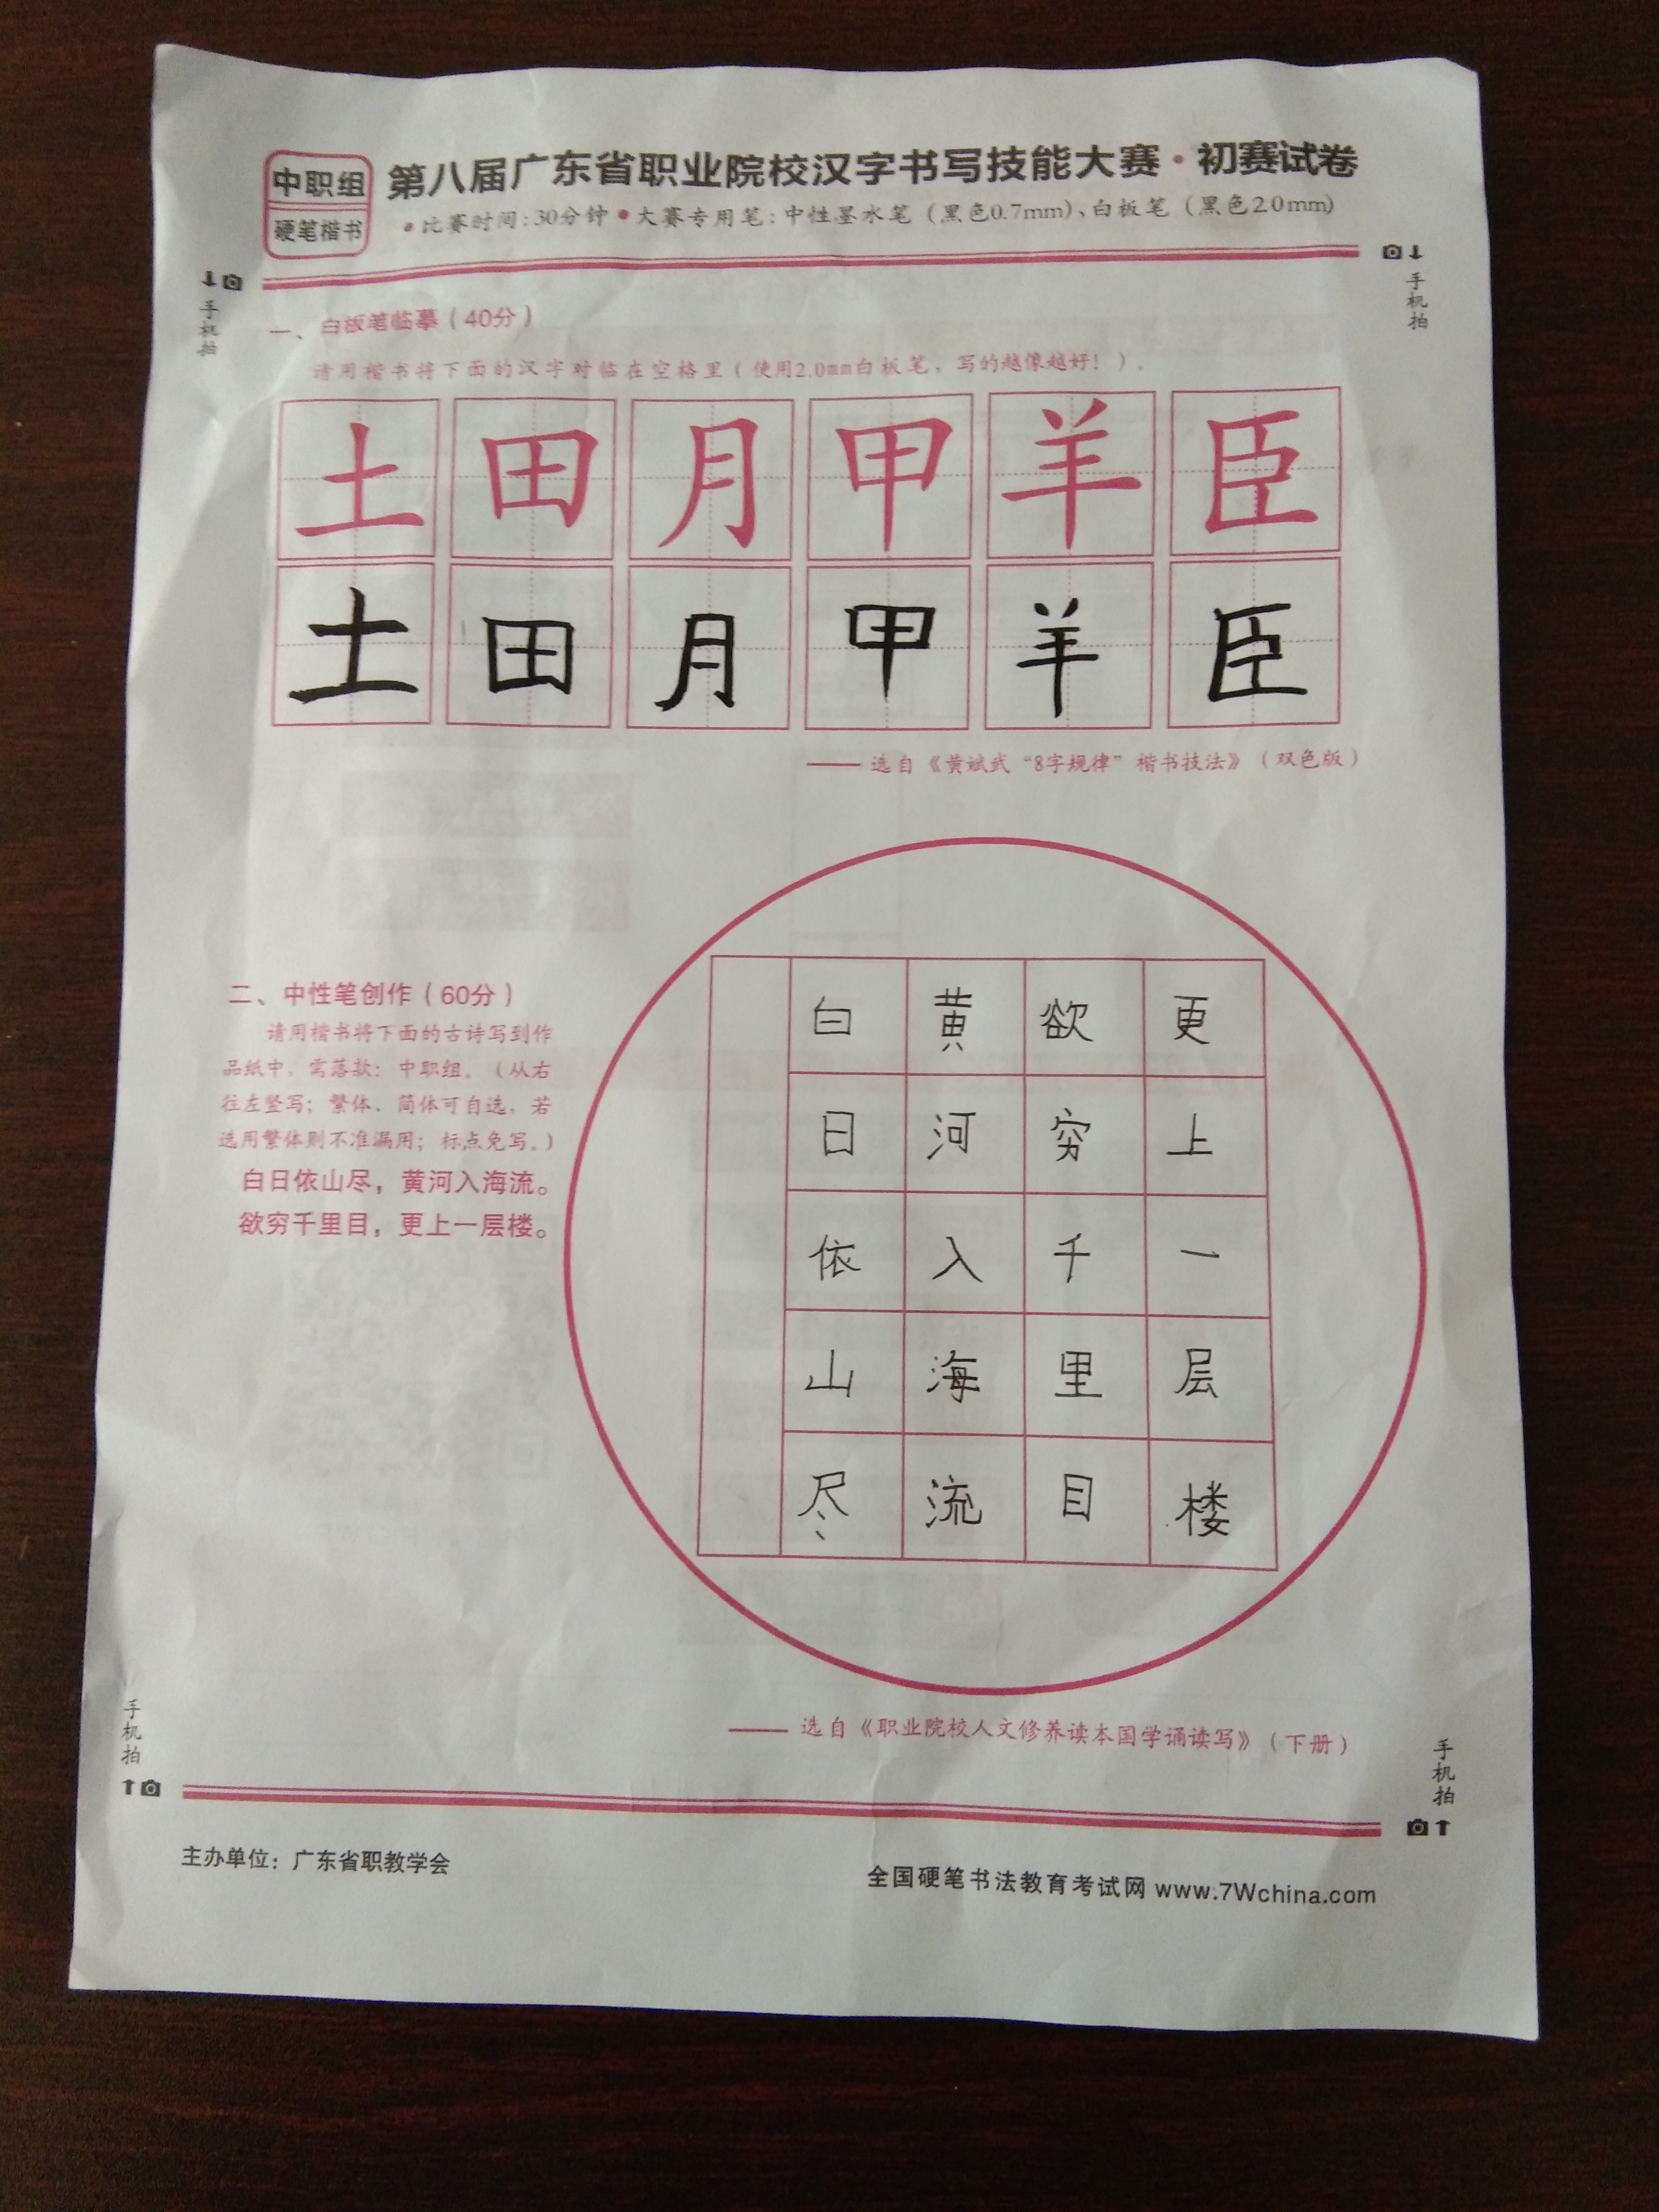 中职组
硬笔楷书
第八届广东省职业院校汉字书写技能大赛·初赛试卷
•比赛时间:30分钟•大赛专用笔:中性墨水笔(黑色0.7mm)、白板笔(黑色2.0mm)
手机拍
手机拍
一、白板笔临摹(40分)
请用楷书将下面的汉字对临在空格里(使用2.0mm白板笔,写的越像越好!)。
土田月甲羊臣
土田月甲羊臣
——选自《黄斌武“8字规律”楷书技法》(双色版)
二、中性笔创作(60分)
请用楷书将下面的古诗写到作
品纸中,需落款:中职组。(从右
往左竖写;繁体、简体可自选,若
选用繁体则不准漏用;标点免写。)
白日依山尽,黄河入海流。
欲穷千里目,更上一层楼。
更上一层楼
欲穷千里目
黄河入海流
白日依山尽
——选自《职业院校人文修养读本国学诵读写》(下册)
手机拍
手机拍
主办单位:广东省职教学会
全国硬笔书法教育考试网 www.7Wchina.com